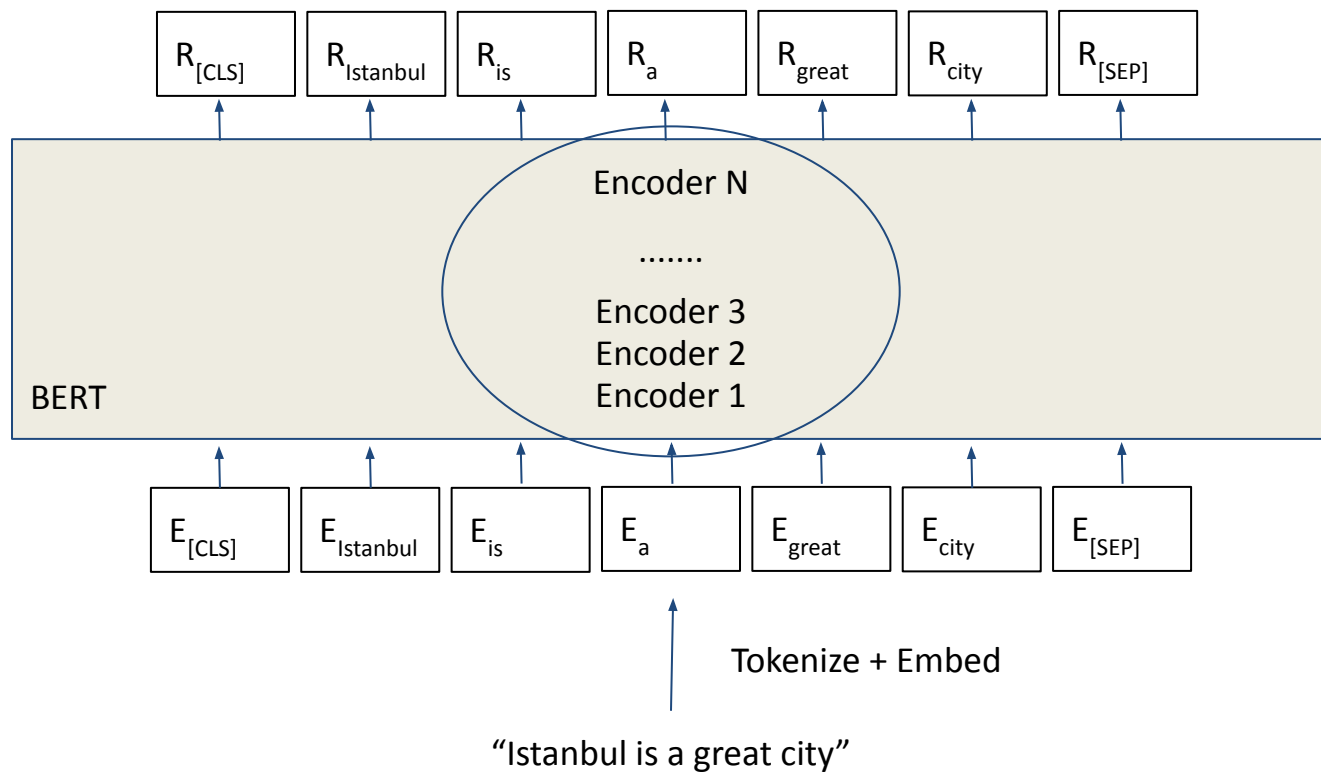 R[CLS] RIstanbul Ris Ra Rgreat Rcity R[SEP]
Encoder N
.......
Encoder 3
Encoder 2
Encoder 1
BERT
E[CLS] EIstanbul Eis Ea Egreat Ecity E[SEP]
Tokenize + Embed
“Istanbul is a great city”